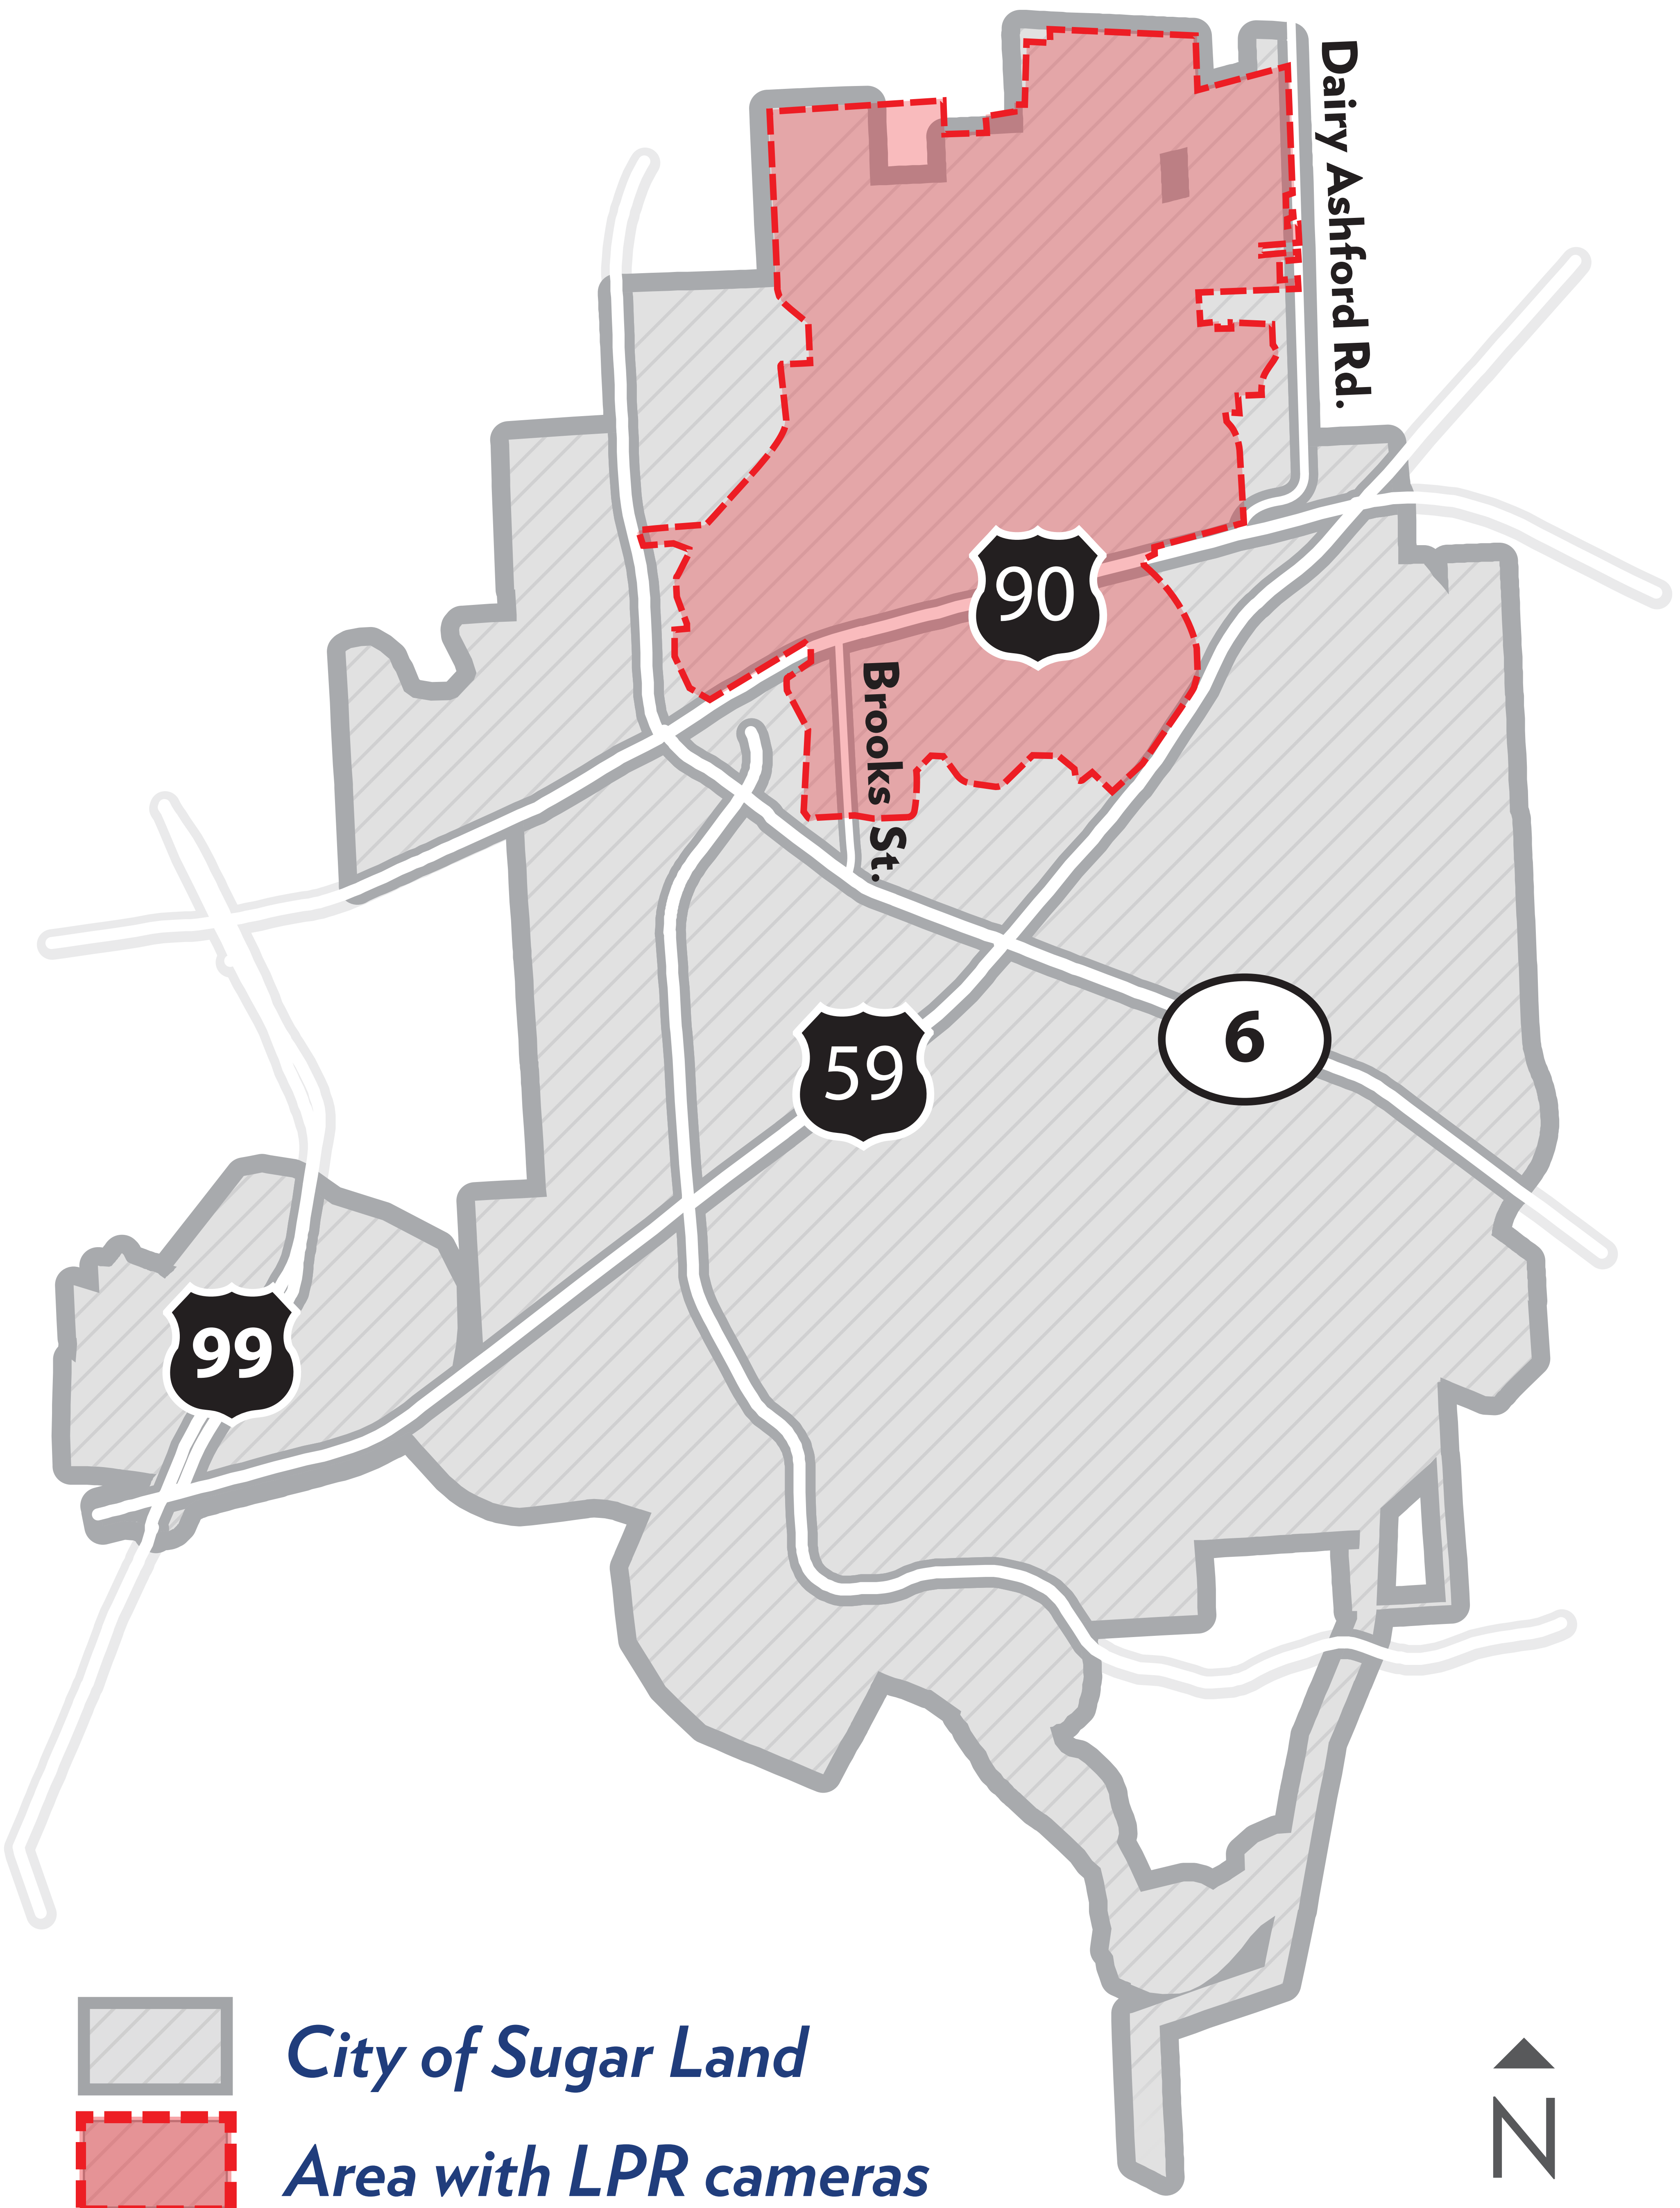 Dairy Ashford Rd.
90
Brooks St.
6
59
99
City of Sugar Land
Area with LPR cameras
N